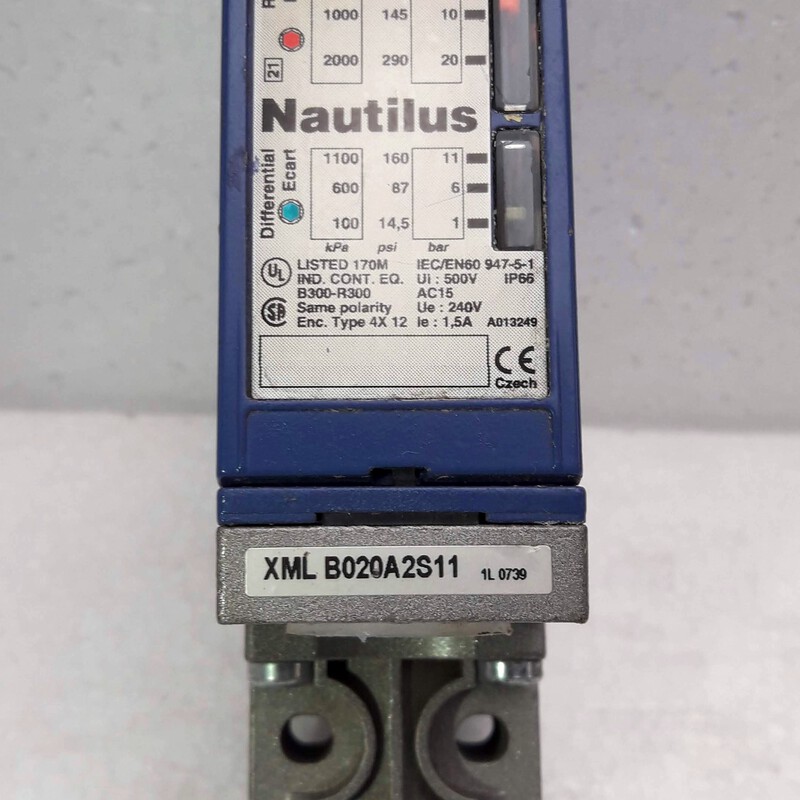 R
1000 145 10
21
2000 290 20
Nautilus
Differential
Ecart
1100 160 11
600 87 6
100 14,5 1
kPa psi bar
UL LISTED 170M IEC/EN60 947-5-1
IND. CONT. EQ. Ui : 500V IP66
B300-R300 AC15
SA Same polarity Ue : 240V
Enc. Type 4X 12 Ie : 1,5A A013249
CE
Czech
XML B020A2S11 1L 0739